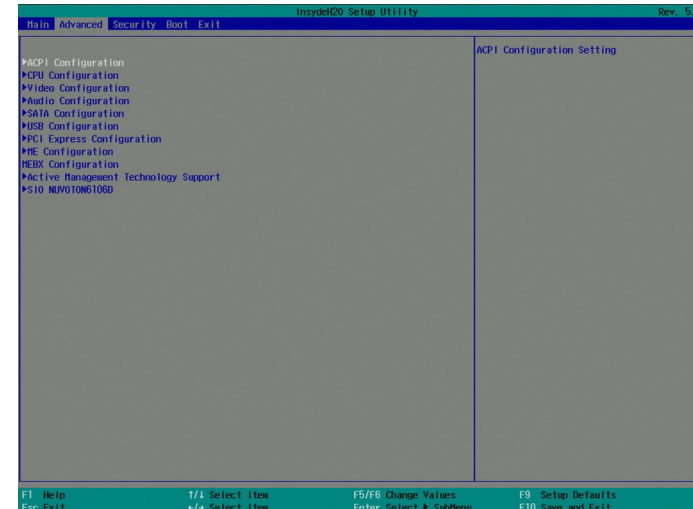 InsydeH20 Setup Utility Rev. 5.
Main Advanced Security Boot Exit
ACPI Configuration Setting
▶ACPI Configuration
▶CPU Configuration
▶Video Configuration
▶Audio Configuration
▶SATA Configuration
▶USB Configuration
▶PCI Express Configuration
▶ME Configuration
MEBX Configuration
▶Active Management Technology Support
▶SIO NUVOTON6106D
F1 Help ↑/↓ Select Item F5/F6 Change Values F9 Setup Defaults
Esc Exit ←/→ Select Item Enter Select ▶ SubMenu F10 Save and Exit